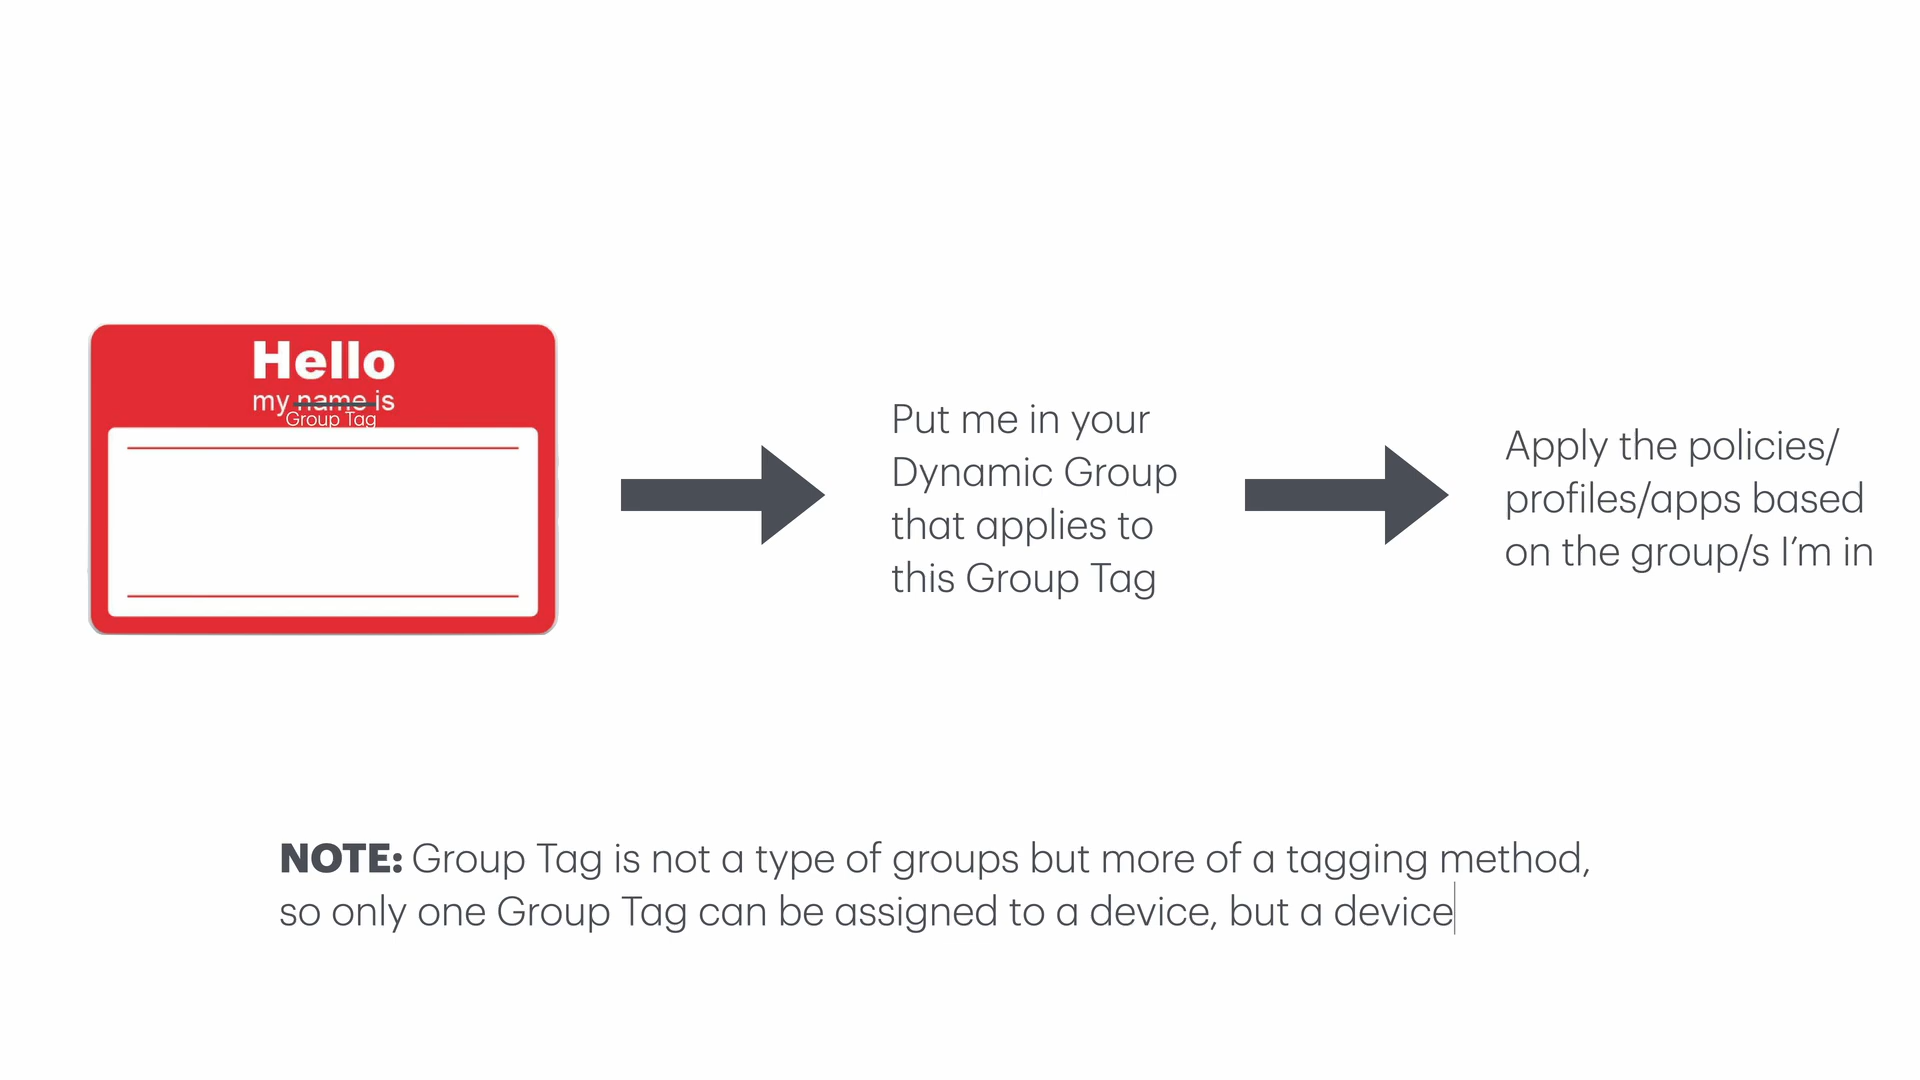 Hello
my name is
Group Tag
Put me in your
Dynamic Group
that applies to
this Group Tag
Apply the policies/
profiles/apps based
on the group/s I’m in
NOTE: Group Tag is not a type of groups but more of a tagging method,
so only one Group Tag can be assigned to a device, but a device